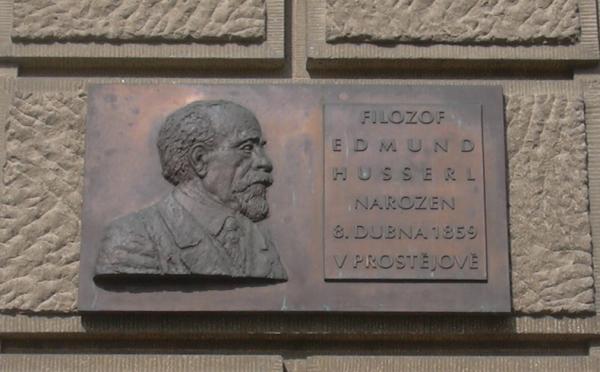 FILOZOF
EDMUND
HUSSERL
NAROZEN
8. DUBNA 1859
V PROSTĚJOVĚ